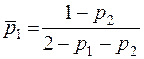 p̄₁ = (1 − p₂) / (2 − p₁ − p₂)